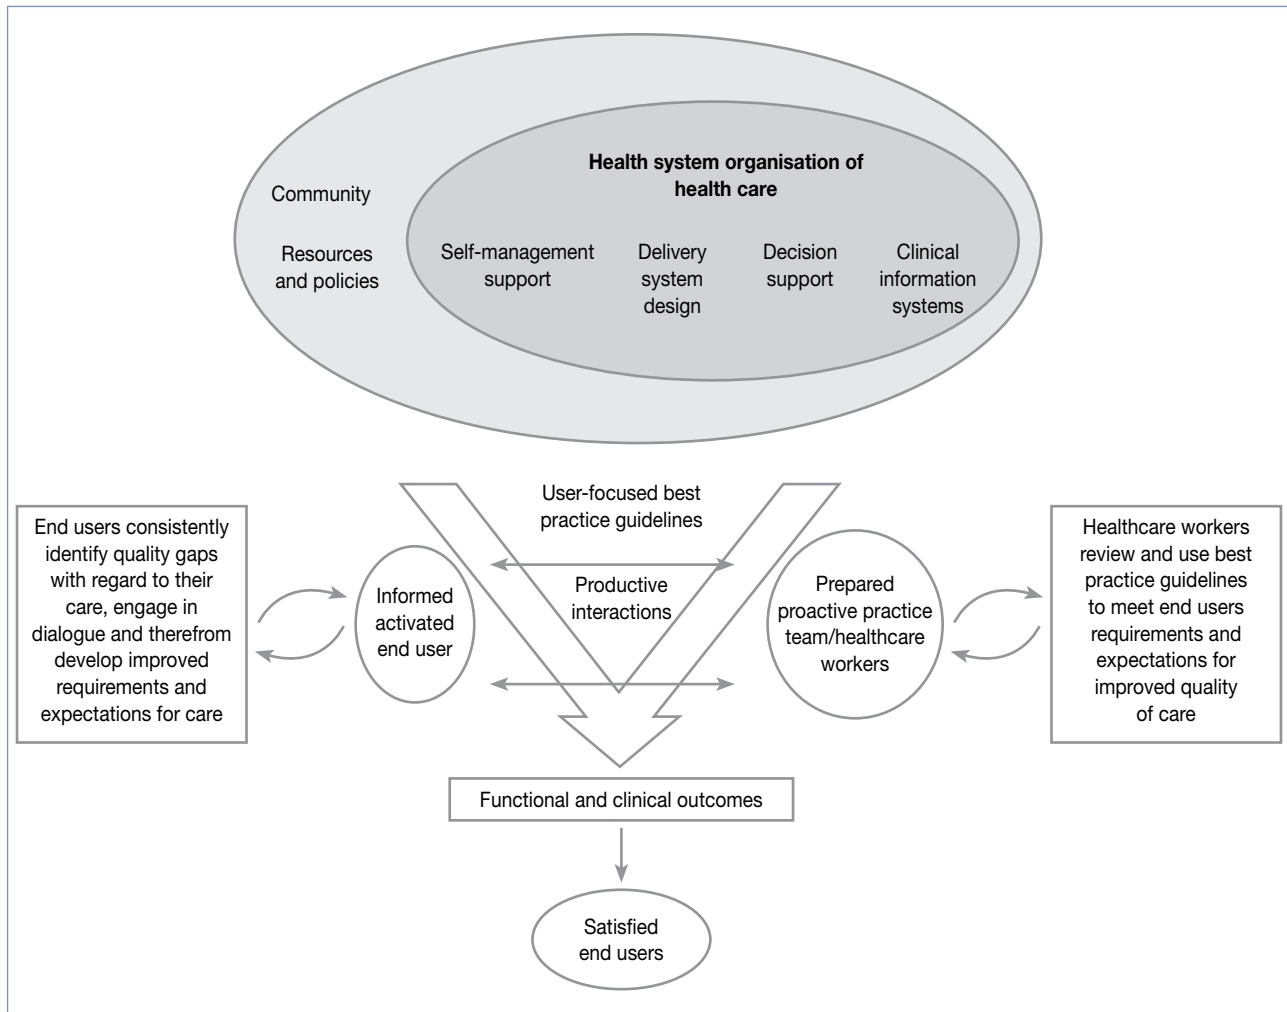 Health system organisation of
health care
Community
Resources
and policies
Self-management
support
Delivery
system
design
Decision
support
Clinical
information
systems
User-focused best
practice guidelines
End users consistently
identify quality gaps
with regard to their
care, engage in
dialogue and therefrom
develop improved
requirements and
expectations for care
Informed
activated
end user
Productive
interactions
Prepared
proactive practice
team/healthcare
workers
Healthcare workers
review and use best
practice guidelines
to meet end users
requirements and
expectations for
improved quality
of care
Functional and clinical outcomes
Satisfied
end users